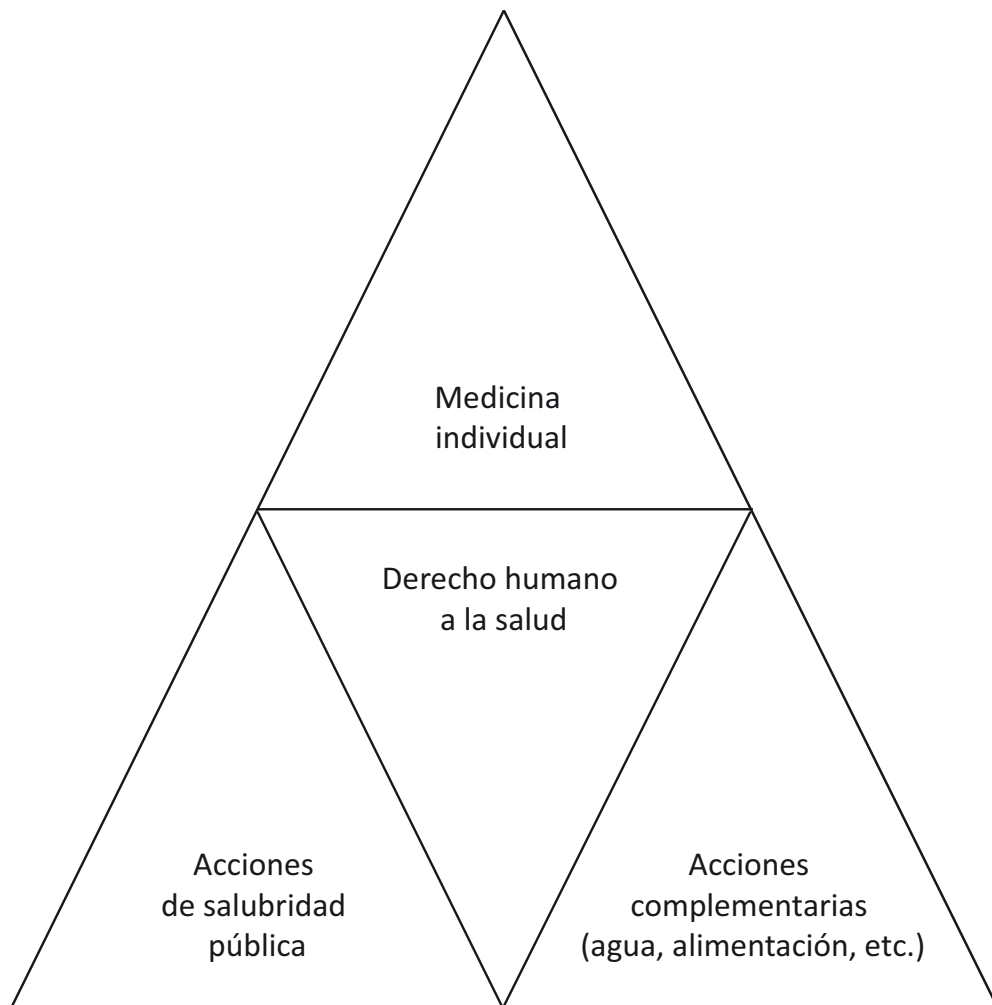 Medicina
individual
Derecho humano
a la salud
Acciones
de salubridad
pública
Acciones
complementarias
(agua, alimentación, etc.)